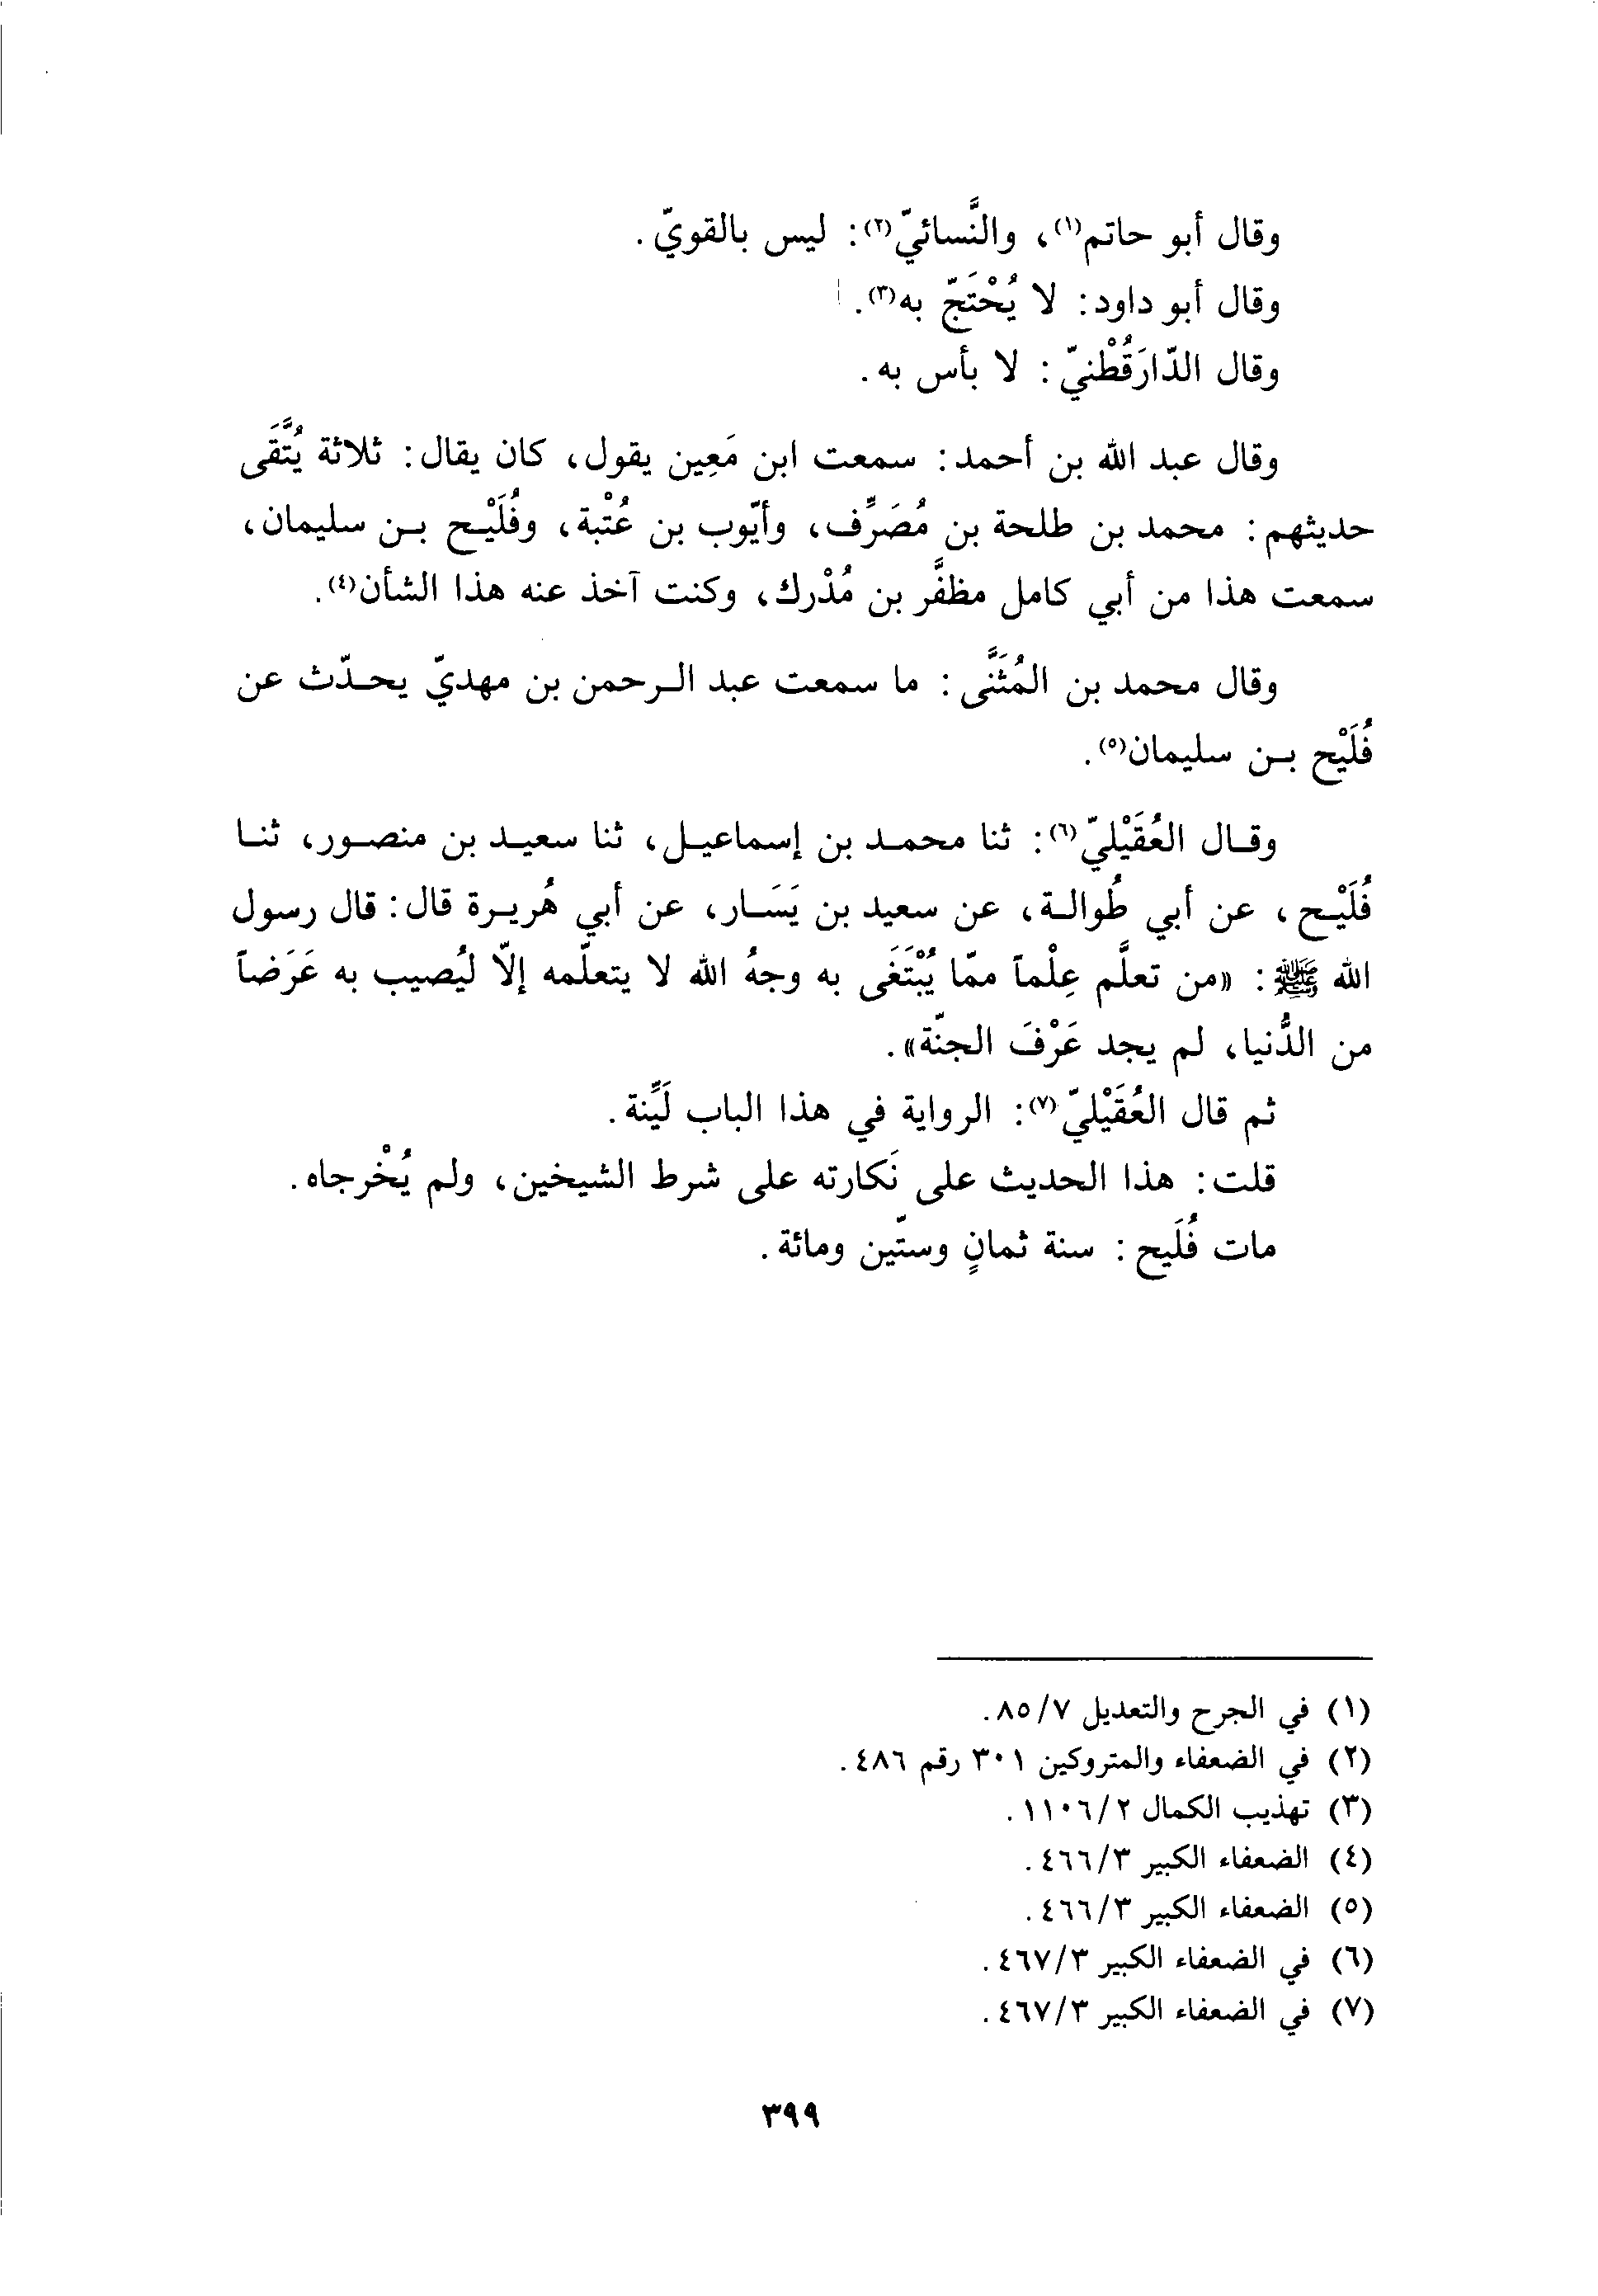 وقال أبو حاتم(١)، والنَّسائيّ(٢): ليس بالقويّ.
وقال أبو داود: لا يُحْتَجّ به(٣).
وقال الدّارَقُطْنيّ: لا بأس به.
وقال عبد الله بن أحمد: سمعت ابن مَعِين يقول، كان يقال: ثلاثة يُتَّقَى
حديثهم: محمد بن طلحة بن مُصَرِّف، وأيّوب بن عُتْبة، وفُلَيْح بن سليمان،
سمعت هذا من أبي كامل مظفَّر بن مُدْرك، وكنت آخذ عنه هذا الشأن(٤).
وقال محمد بن المُثَنَّى: ما سمعت عبد الرحمن بن مهديّ يحدّث عن
فُلَيْح بن سليمان(٥).
وقال العُقَيْليّ(٦): ثنا محمد بن إسماعيل، ثنا سعيد بن منصور، ثنا
فُلَيْح، عن أبي طُوالة، عن سعيد بن يَسَار، عن أبي هُريرة قال: قال رسول
الله ﷺ: «من تعلَّم عِلْماً ممّا يُبْتَغَى به وجهُ الله لا يتعلّمه إلّا ليُصيب به عَرَضاً
من الدُّنيا، لم يجد عَرْفَ الجنّة».
ثم قال العُقَيْليّ(٧): الرواية في هذا الباب لَيِّنة.
قلت: هذا الحديث على نَكارته على شرط الشيخين، ولم يُخْرجاه.
مات فُلَيح: سنة ثمانٍ وستّين ومائة.
(١) في الجرح والتعديل ٨٥/٧.
(٢) في الضعفاء والمتروكين ٣٠١ رقم ٤٨٦.
(٣) تهذيب الكمال ١١٠٦/٢.
(٤) الضعفاء الكبير ٤٦٦/٣.
(٥) الضعفاء الكبير ٤٦٦/٣.
(٦) في الضعفاء الكبير ٤٦٧/٣.
(٧) في الضعفاء الكبير ٤٦٧/٣.
٣٩٩